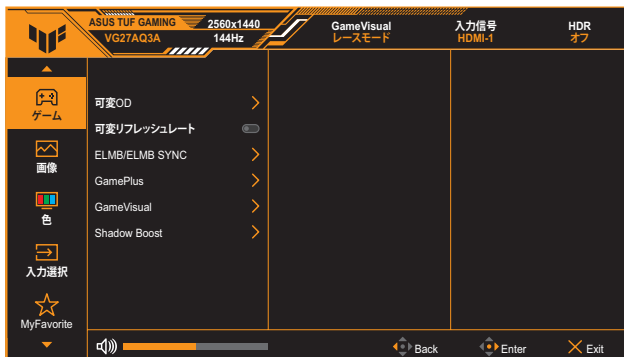 ASUS TUF GAMING
VG27AQ3A
2560x1440
144Hz
GameVisual
レースモード
入力信号
HDMI-1
HDR
オフ
ゲーム
画像
色
入力選択
MyFavorite
可変OD
可変リフレッシュレート
ELMB/ELMB SYNC
GamePlus
GameVisual
Shadow Boost
Back
Enter
Exit